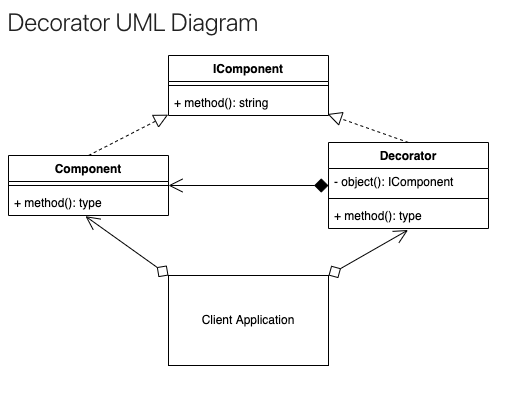 Decorator UML Diagram
IComponent
+ method(): string
Component
+ method(): type
Decorator
- object(): IComponent
+ method(): type
Client Application